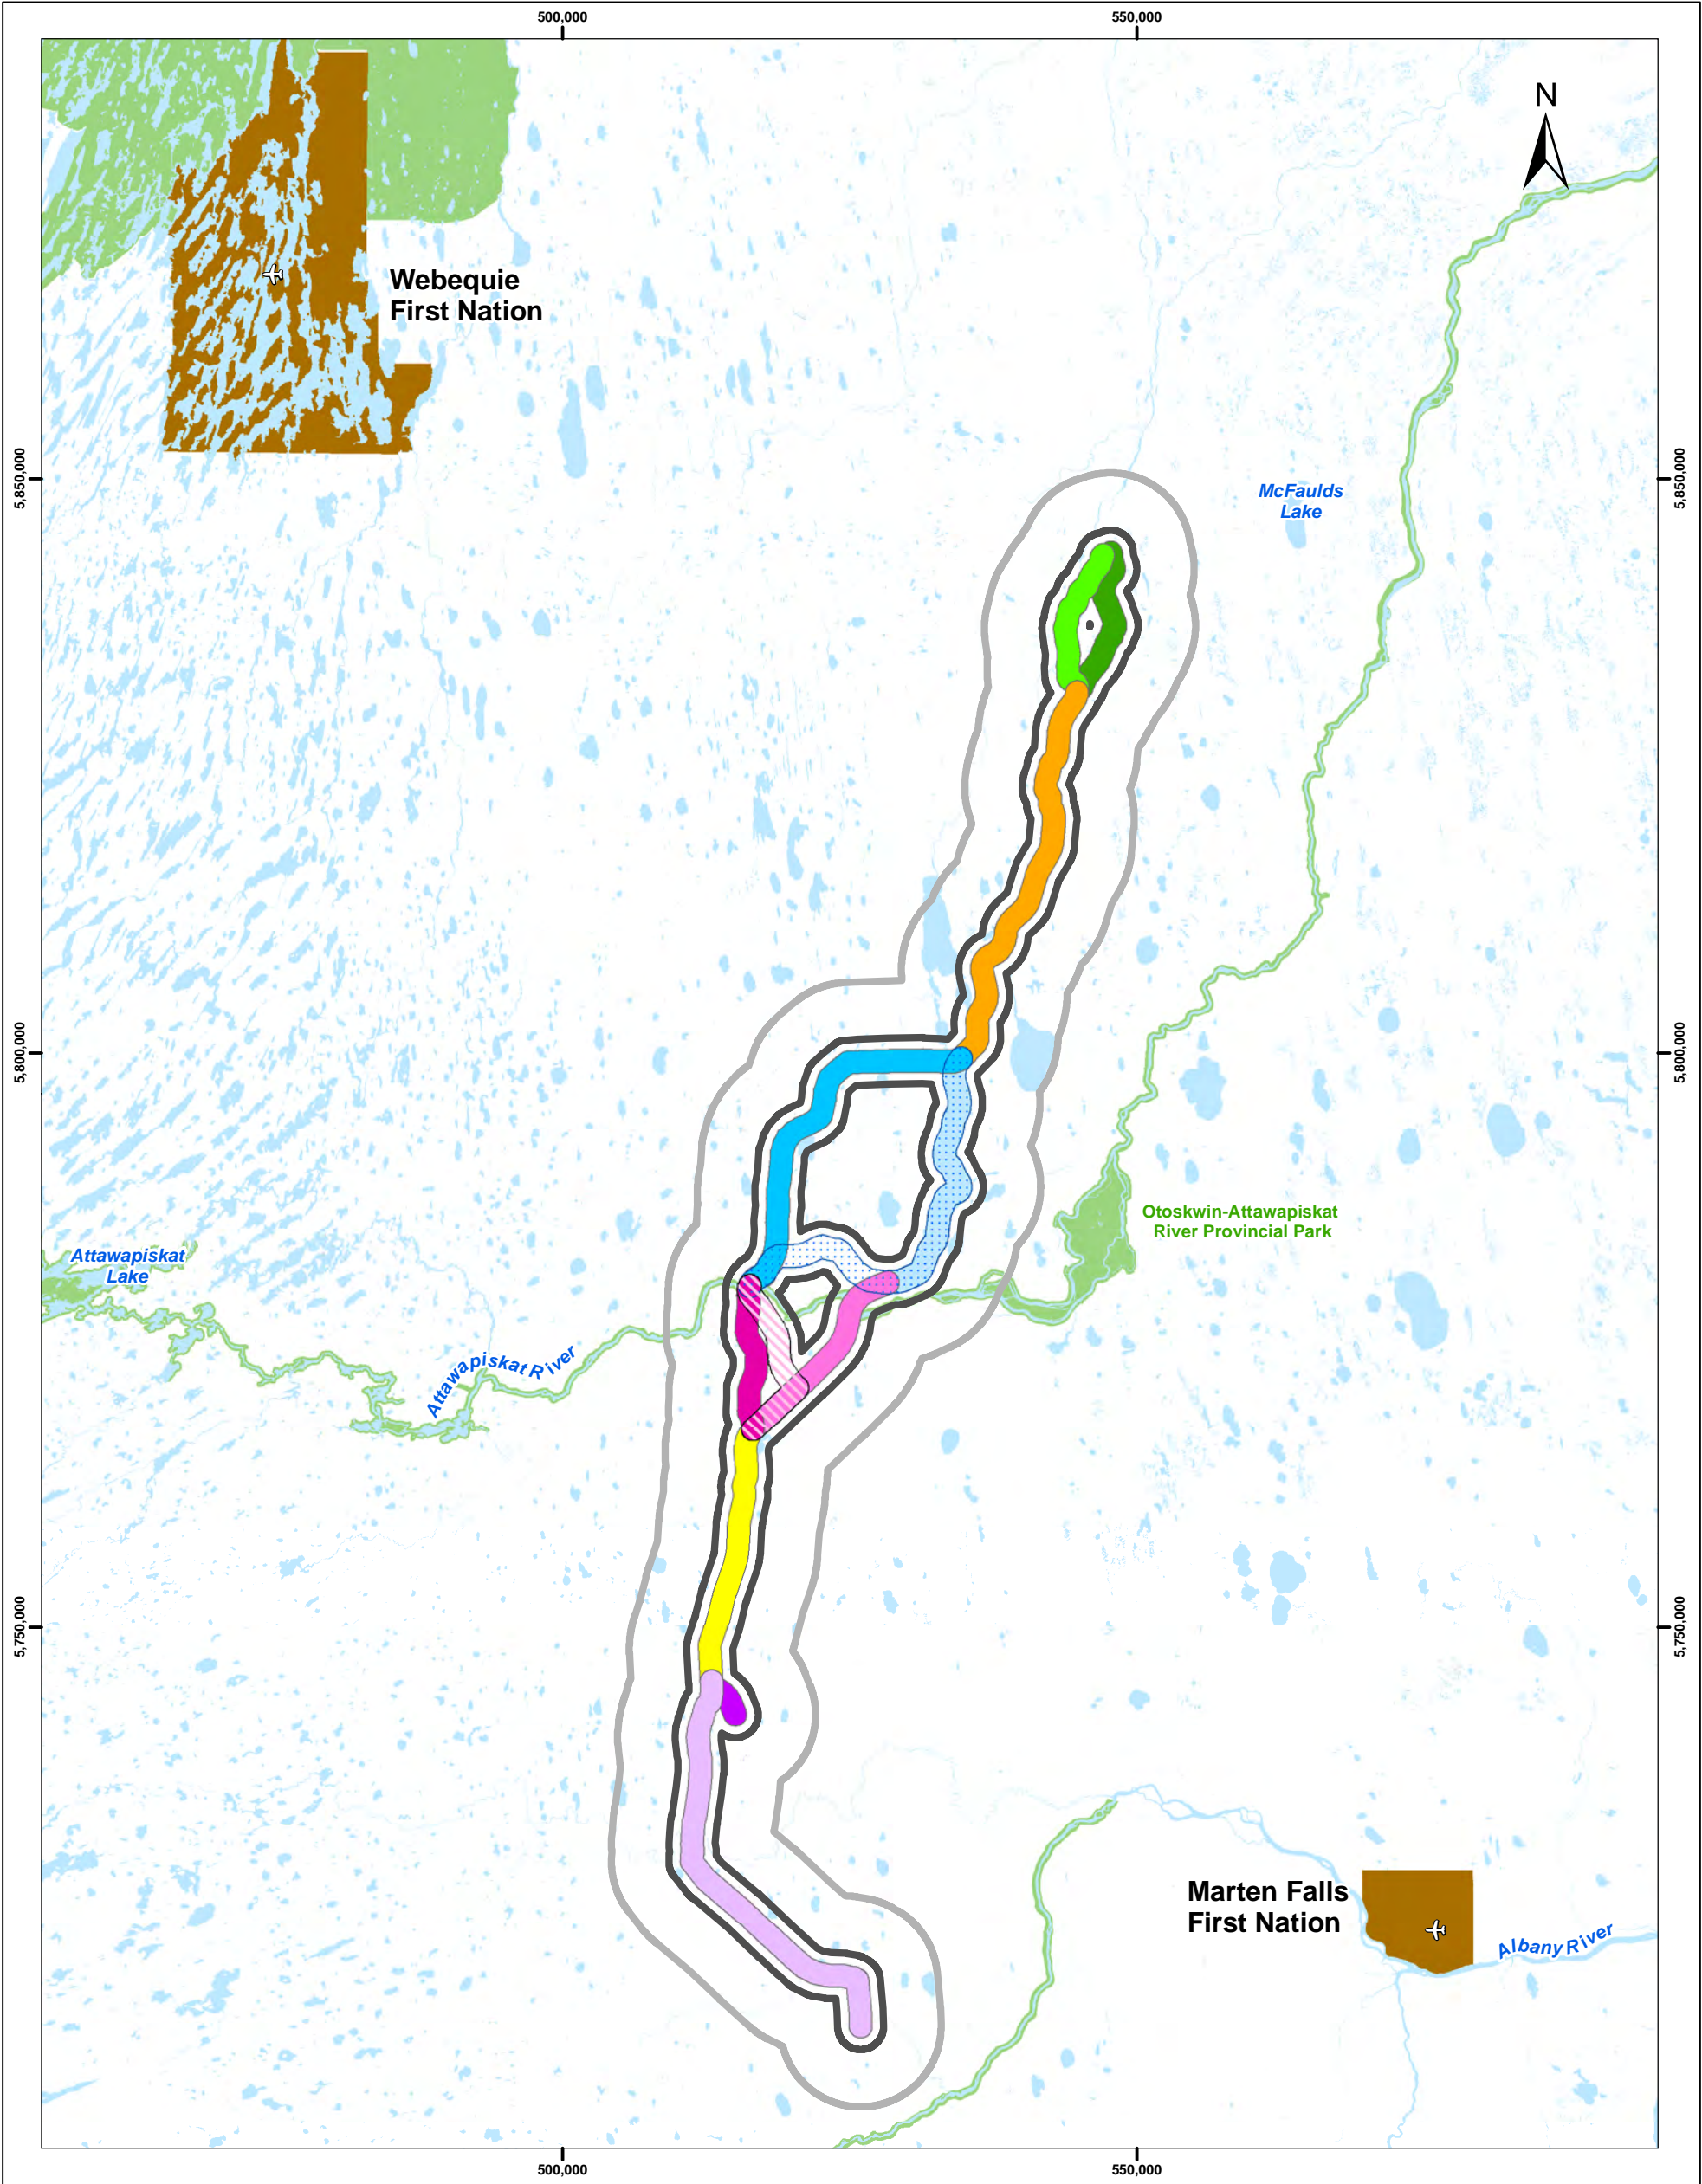 500,000
550,000
N
Webequie
First Nation
5,850,000
5,850,000
McFaulds
Lake
5,800,000
5,800,000
Otoskwin-Attawapiskat
River Provincial Park
Attawapiskat
Lake
Attawapiskat River
5,750,000
5,750,000
Marten Falls
First Nation
Albany River
500,000
550,000